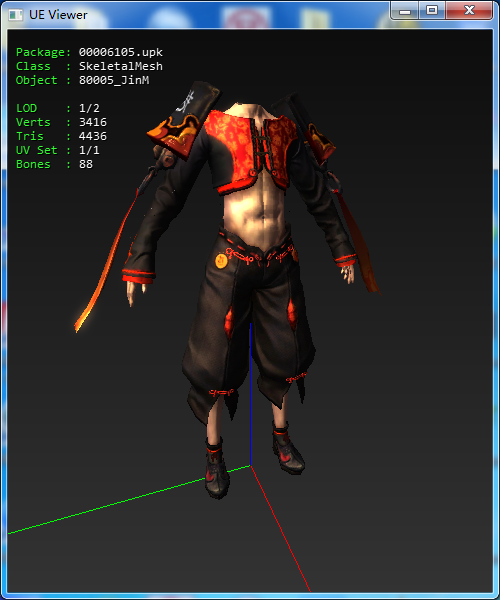 UE Viewer
Package: 00006105.upk
Class : SkeletalMesh
Object : 80005_JinM
LOD : 1/2
Verts : 3416
Tris : 4436
UV Set : 1/1
Bones : 88